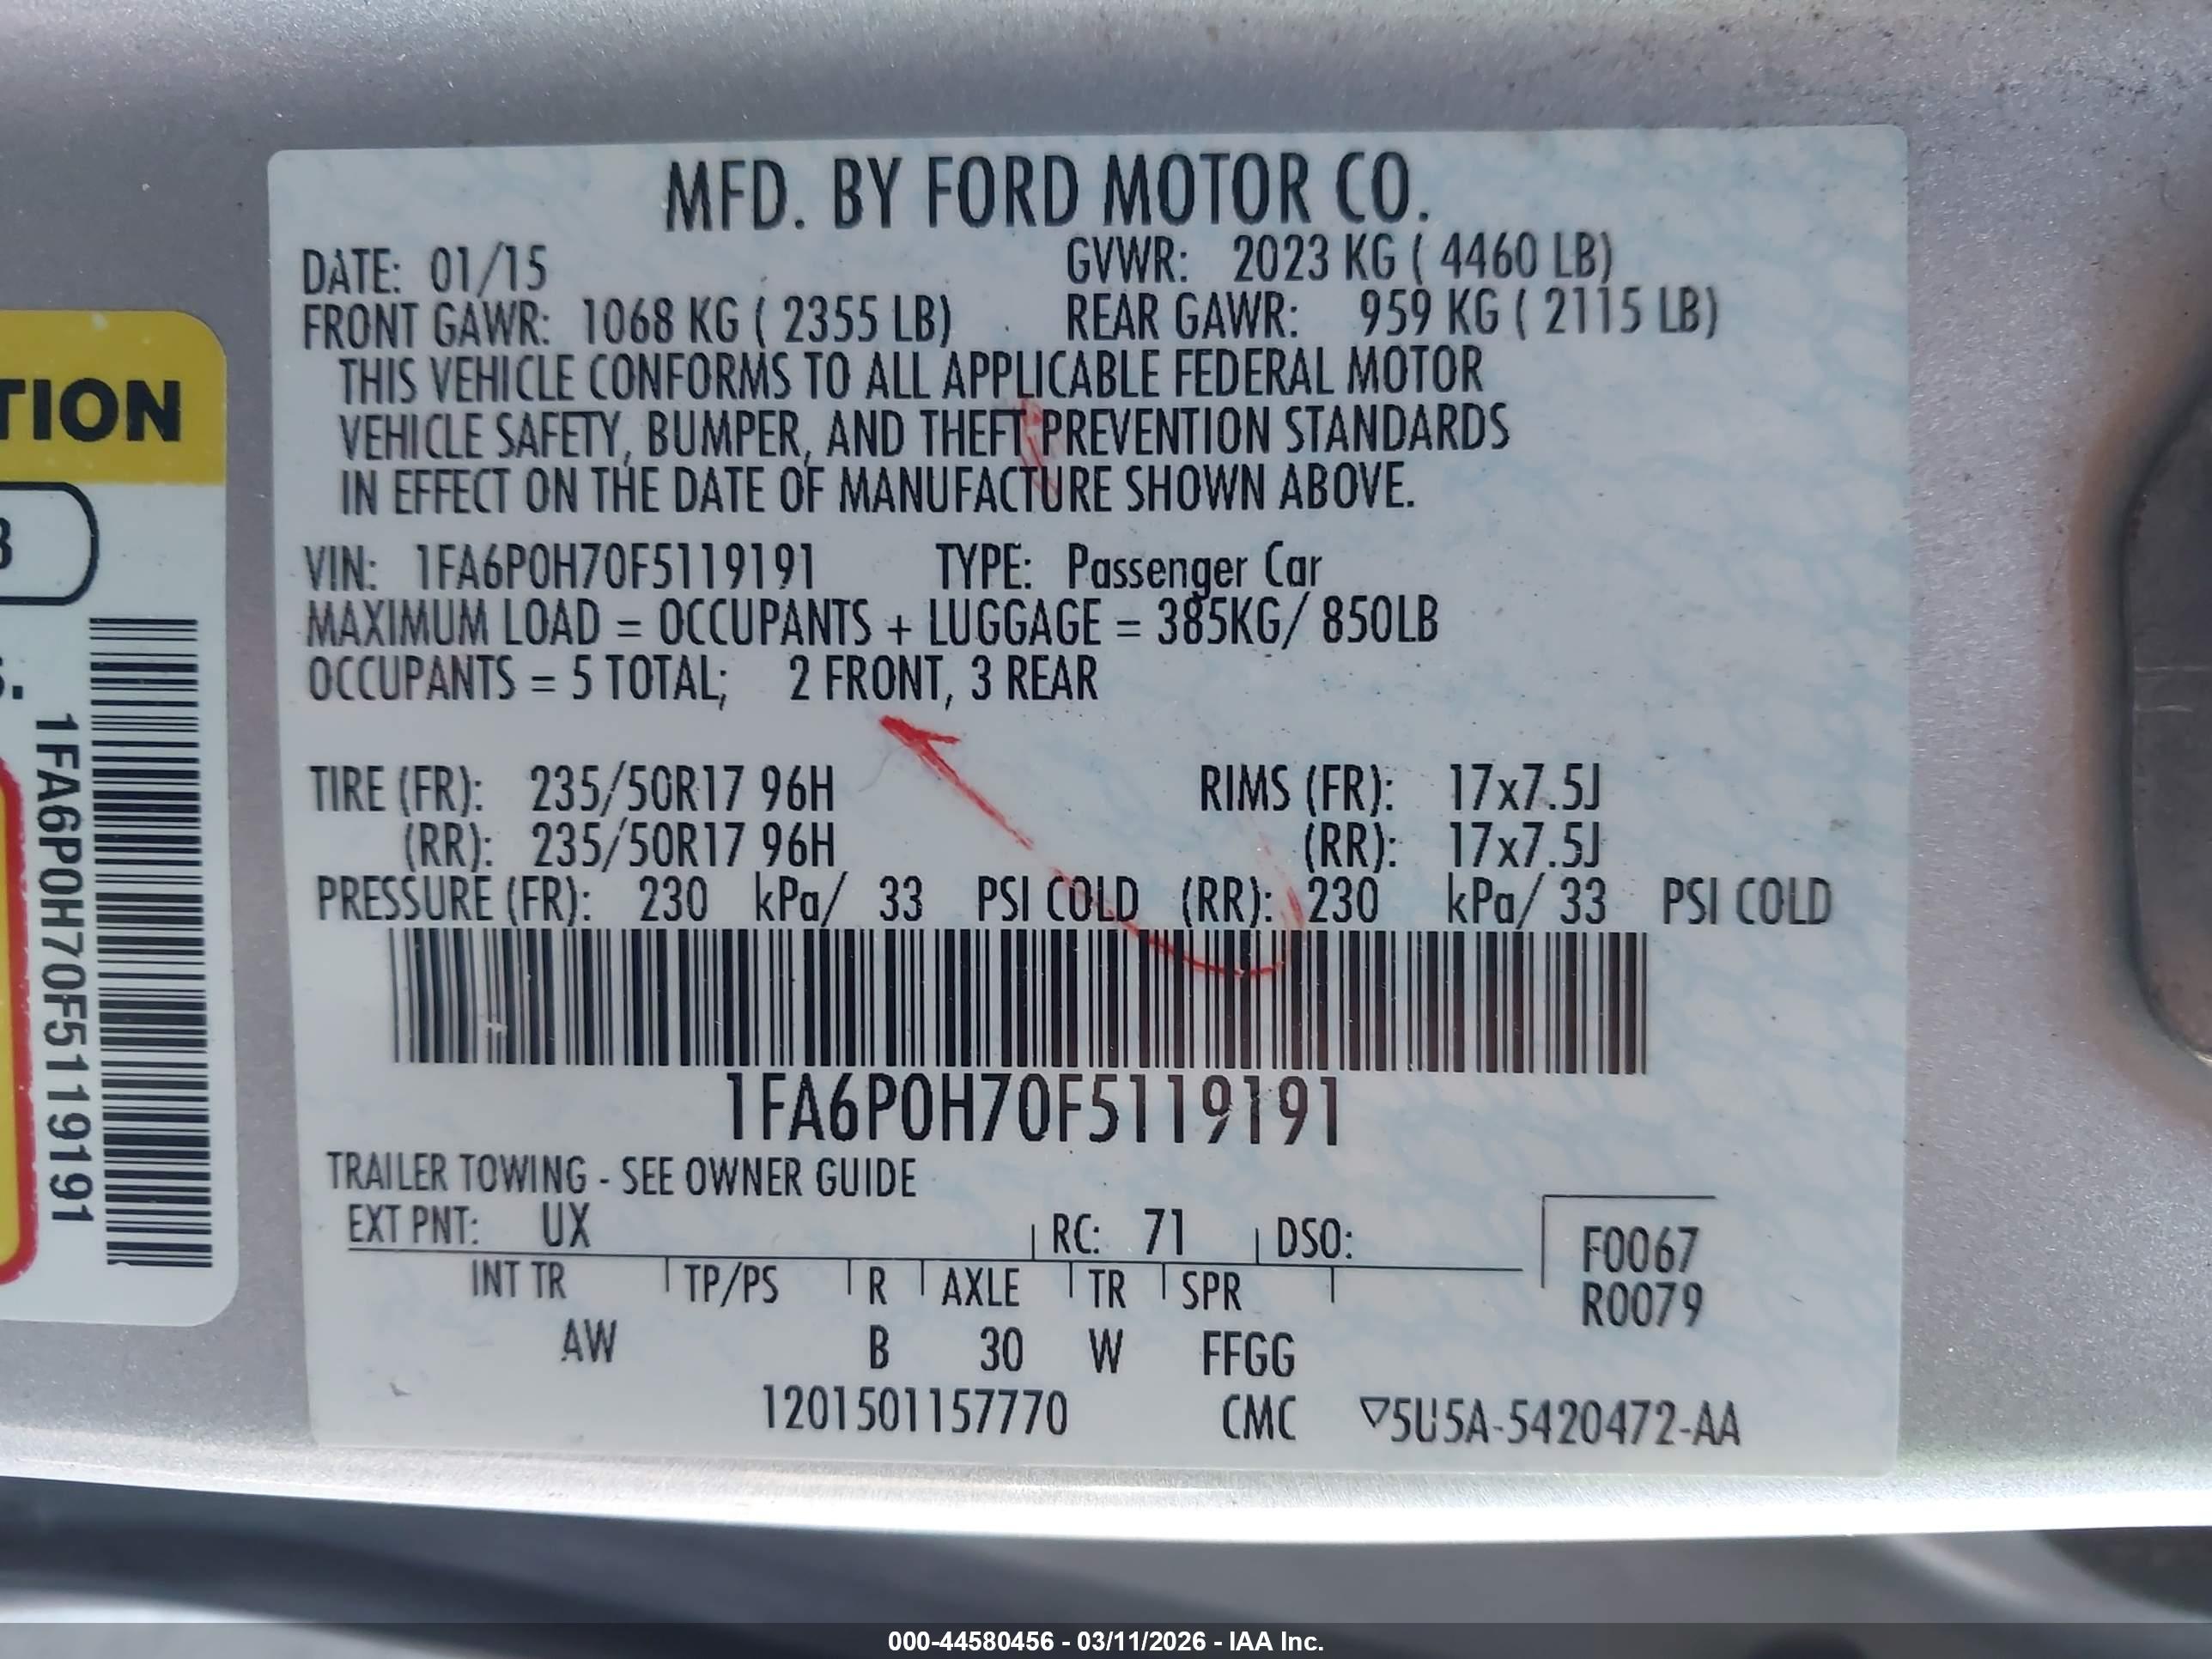 MFD. BY FORD MOTOR CO.
DATE: 01/15 GVWR: 2023 KG ( 4460 LB)
FRONT GAWR: 1068 KG ( 2355 LB) REAR GAWR: 959 KG ( 2115 LB)
THIS VEHICLE CONFORMS TO ALL APPLICABLE FEDERAL MOTOR
VEHICLE SAFETY, BUMPER, AND THEFT PREVENTION STANDARDS
IN EFFECT ON THE DATE OF MANUFACTURE SHOWN ABOVE.
VIN: 1FA6P0H70F5119191 TYPE: Passenger Car
MAXIMUM LOAD = OCCUPANTS + LUGGAGE = 385KG/ 850LB
OCCUPANTS = 5 TOTAL; 2 FRONT, 3 REAR
TIRE (FR): 235/50R17 96H RIMS (FR): 17x7.5J
(RR): 235/50R17 96H (RR): 17x7.5J
PRESSURE (FR): 230 kPa/ 33 PSI COLD (RR): 230 kPa/ 33 PSI COLD
1FA6P0H70F5119191
TRAILER TOWING - SEE OWNER GUIDE
EXT PNT: UX RC: 71 DSO:
F0067
R0079
INT TR TP/PS R AXLE TR SPR
AW B 30 W FFGG
1201501157770 CMC ▽5U5A-5420472-AA
TION
1FA6P0H70F5119191
000-44580456 - 03/11/2026 - IAA Inc.